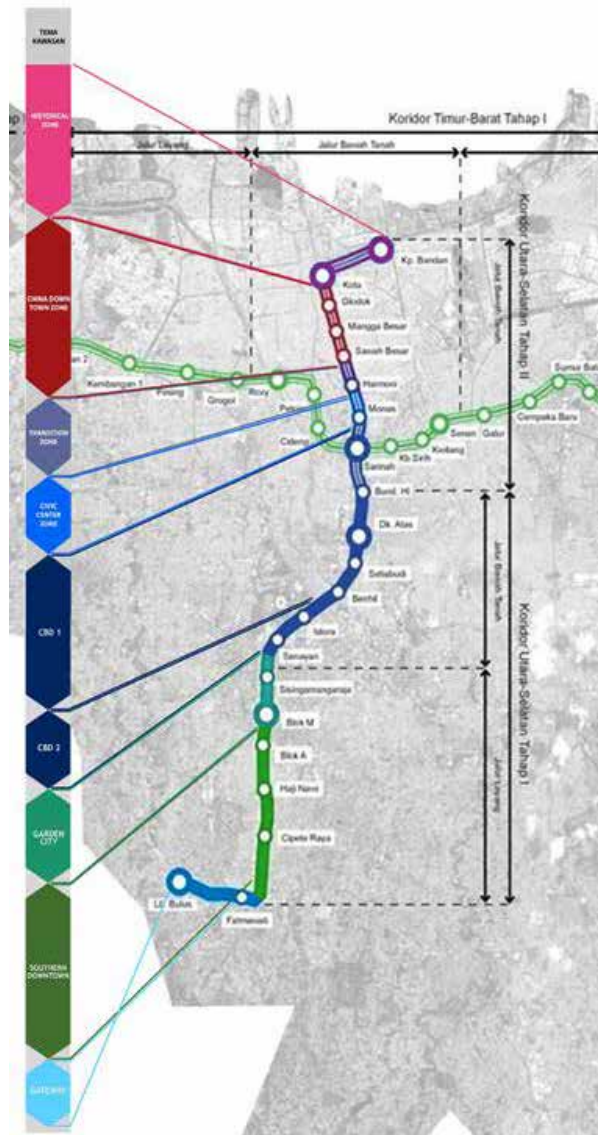 TEMA
KAWASAN
HISTORICAL
ZONE
CHINA DOWN
TOWN ZONE
TRANSITION
ZONE
CIVIC
CENTER
ZONE
CBD 1
CBD 2
GARDEN
CITY
SOUTHERN
DOWNTOWN
GATEWAY
Koridor Timur-Barat Tahap I
Jalur Layang
Jalur Bawah Tanah
Koridor Utara-Selatan Tahap II
Jalur Bawah Tanah
Koridor Utara-Selatan Tahap I
Jalur Bawah Tanah
Jalur Layang
Kp. Bandan
Kota
Glodok
Mangga Besar
Sawah Besar
Harmoni
Monas
Sarinah
Bund. HI
Dk. Atas
Setiabudi
Benhil
Istora
Senayan
Sisingamangaraja
Blok M
Blok A
Haji Nawi
Cipete Raya
Fatmawati
Lb. Bulus
Kembangan 1
Grogol
Roxy
Cideng
Kb Sirih
Kwitang
Senen
Galur
Cempaka Baru